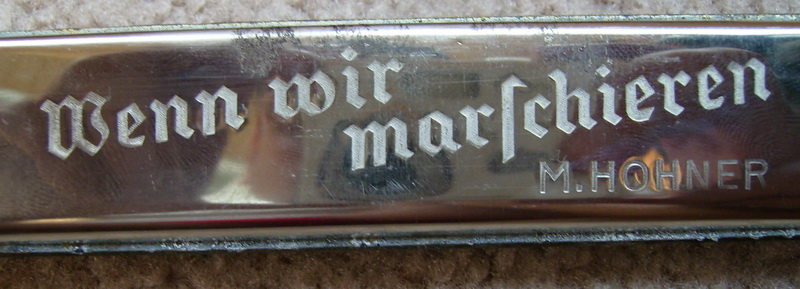 Wenn wir
marſchieren
M. HOHNER